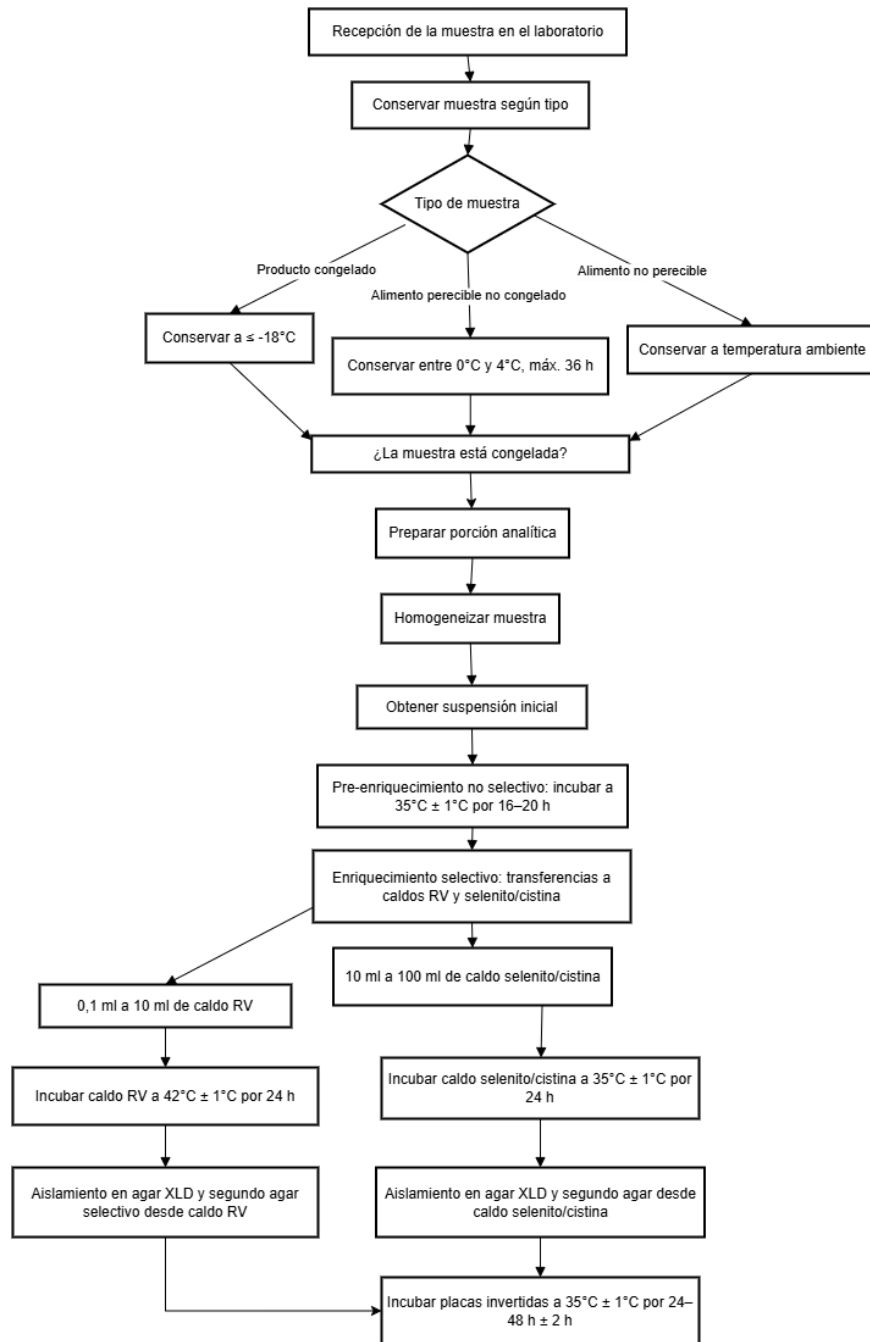 Recepción de la muestra en el laboratorio
Conservar muestra según tipo
Tipo de muestra
Producto congelado
Alimento perecible no congelado
Alimento no perecible
Conservar a ≤ -18°C
Conservar entre 0°C y 4°C, máx. 36 h
Conservar a temperatura ambiente
¿La muestra está congelada?
Preparar porción analítica
Homogeneizar muestra
Obtener suspensión inicial
Pre-enriquecimiento no selectivo: incubar a
35°C ± 1°C por 16–20 h
Enriquecimiento selectivo: transferencias a
caldos RV y selenito/cistina
0,1 ml a 10 ml de caldo RV
10 ml a 100 ml de caldo selenito/cistina
Incubar caldo RV a 42°C ± 1°C por 24 h
Incubar caldo selenito/cistina a 35°C ± 1°C por
24 h
Aislamiento en agar XLD y segundo agar
selectivo desde caldo RV
Aislamiento en agar XLD y segundo agar desde
caldo selenito/cistina
Incubar placas invertidas a 35°C ± 1°C por 24–
48 h ± 2 h